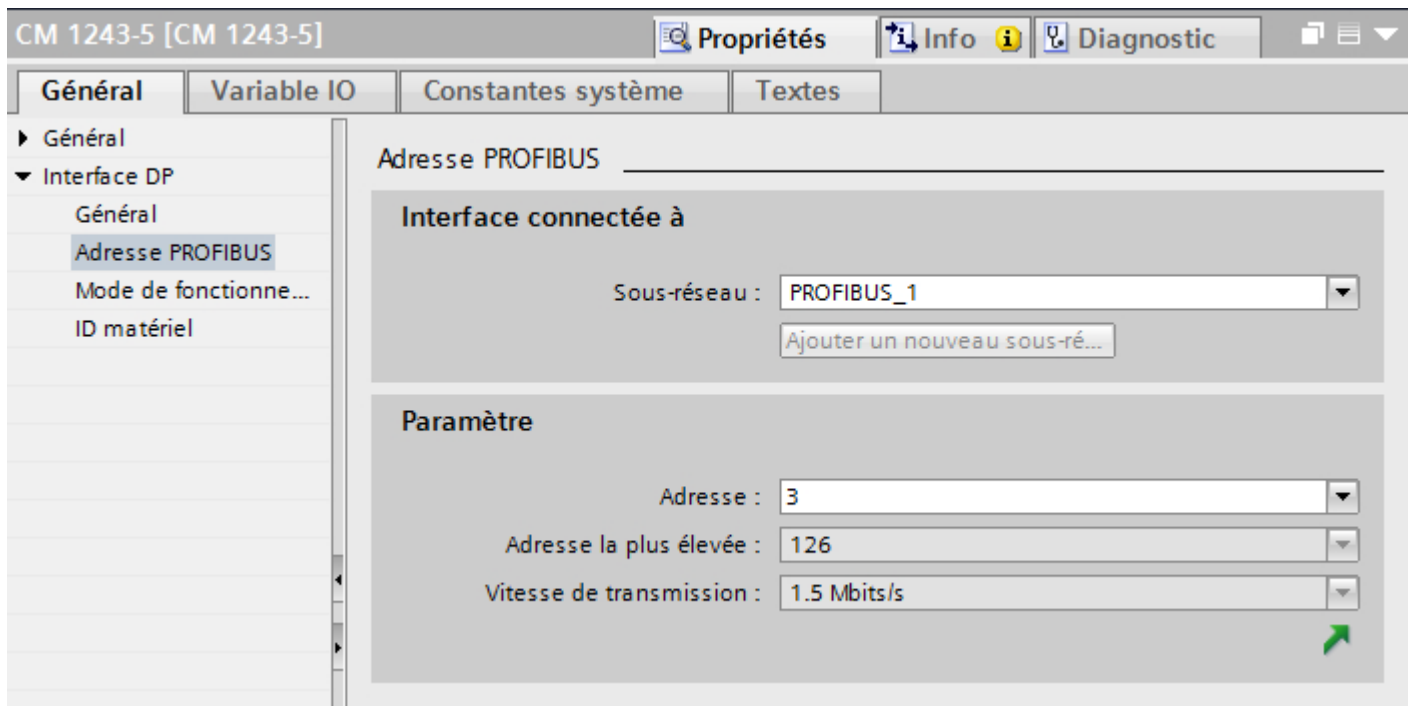 CM 1243-5 [CM 1243-5]
Propriétés
Info
Diagnostic
Général
Variable IO
Constantes système
Textes
Général
Interface DP
Général
Adresse PROFIBUS
Mode de fonctionne...
ID matériel
Adresse PROFIBUS
Interface connectée à
Sous-réseau : PROFIBUS_1
Ajouter un nouveau sous-ré...
Paramètre
Adresse : 3
Adresse la plus élevée : 126
Vitesse de transmission : 1.5 Mbits/s